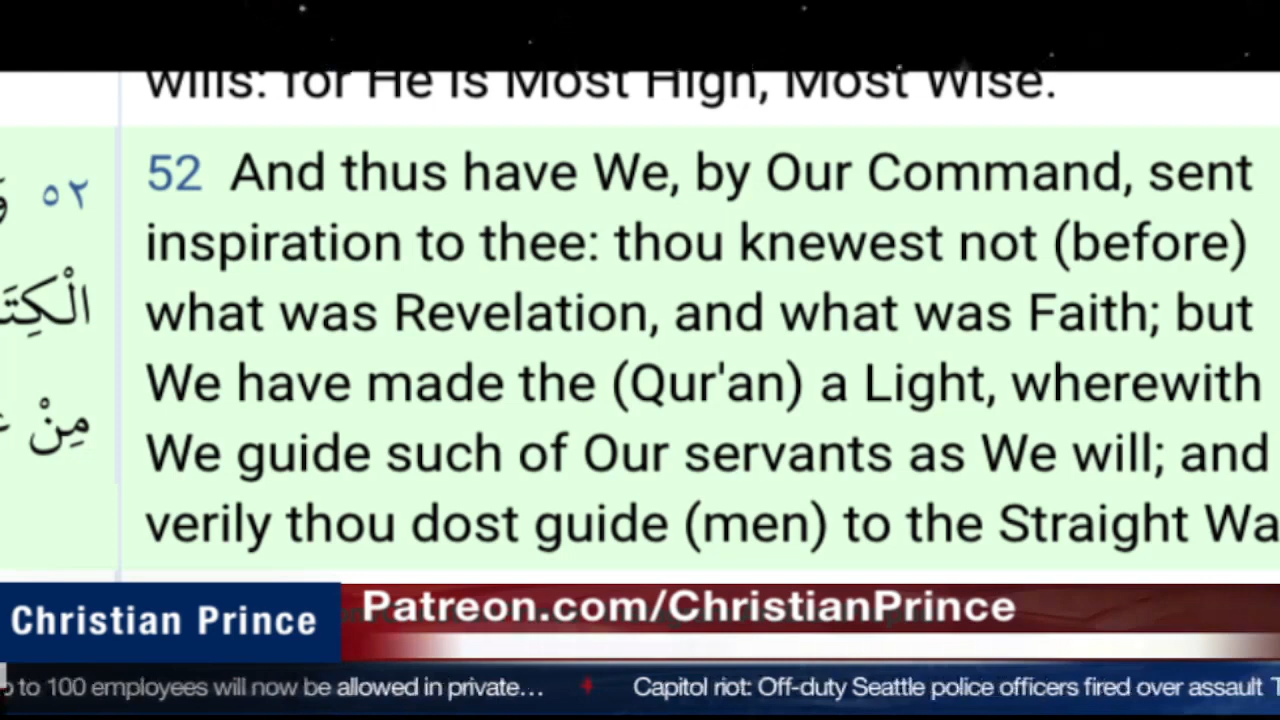 wills: for He is Most High, Most Wise.
52 And thus have We, by Our Command, sent
inspiration to thee: thou knewest not (before)
what was Revelation, and what was Faith; but
We have made the (Qur'an) a Light, wherewith
We guide such of Our servants as We will; and
verily thou dost guide (men) to the Straight Wa
٥٢
مِنْ
Christian Prince
Patreon.com/ChristianPrince
to 100 employees will now be allowed in private...
Capitol riot: Off-duty Seattle police officers fired over assault